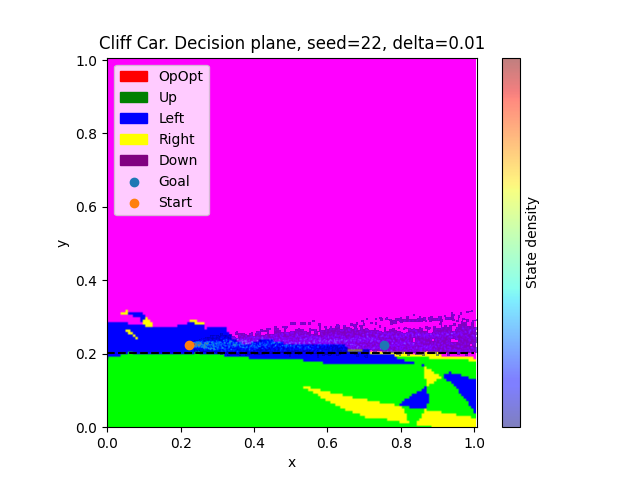 Cliff Car. Decision plane, seed=22, delta=0.01
1.0
0.8
0.6
0.4
0.2
0.0
y
OpOpt
Up
Left
Right
Down
Goal
Start
0.0 0.2 0.4 0.6 0.8 1.0
x
State density